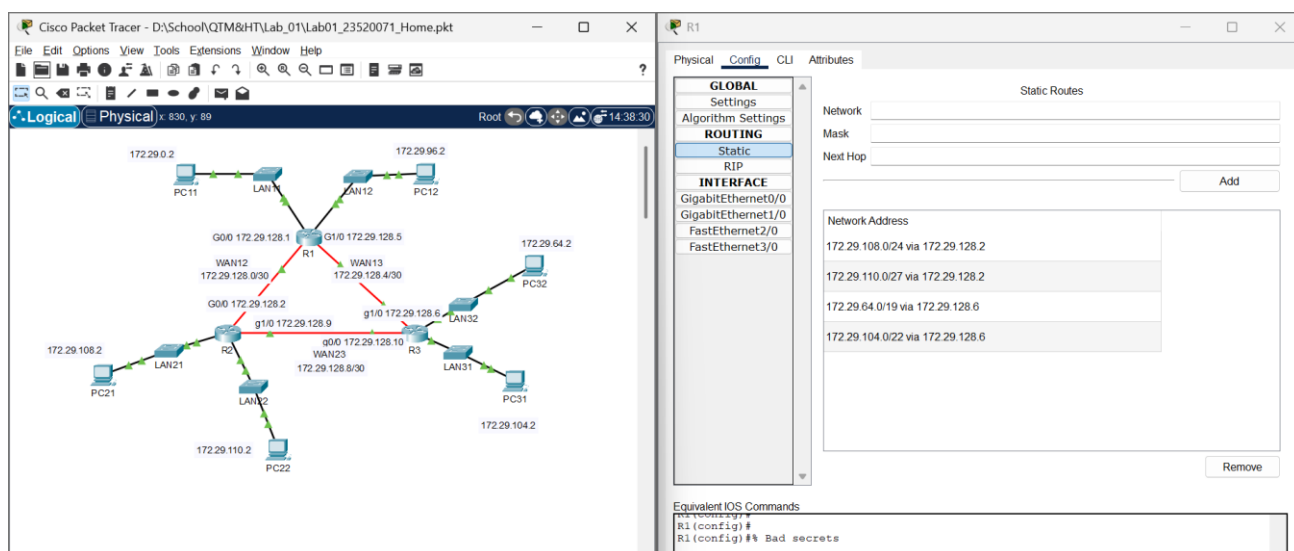 Cisco Packet Tracer - D:\School\QTM&HT\Lab_01\Lab01_23520071_Home.pkt
File Edit Options View Tools Extensions Window Help
?
Logical Physical x: 830, y: 89 Root 14:38:30
172.29.0.2
172.29.96.2
PC11
LAN11
LAN12
PC12
G0/0 172.29.128.1
G1/0 172.29.128.5
R1
WAN12
172.29.128.0/30
WAN13
172.29.128.4/30
172.29.64.2
PC32
G0/0 172.29.128.2
g1/0 172.29.128.6
LAN32
g1/0 172.29.128.9
g0/0 172.29.128.10
R2
R3
WAN23
172.29.128.8/30
172.29.108.2
LAN21
PC21
LAN31
PC31
LAN22
172.29.104.2
172.29.110.2
PC22
R1
Physical Config CLI Attributes
GLOBAL
Settings
Algorithm Settings
ROUTING
Static
RIP
INTERFACE
GigabitEthernet0/0
GigabitEthernet1/0
FastEthernet2/0
FastEthernet3/0
Static Routes
Network
Mask
Next Hop
Add
Network Address
172.29.108.0/24 via 172.29.128.2
172.29.110.0/27 via 172.29.128.2
172.29.64.0/19 via 172.29.128.6
172.29.104.0/22 via 172.29.128.6
Remove
Equivalent IOS Commands
R1(config)#
R1(config)#
R1(config)#% Bad secrets